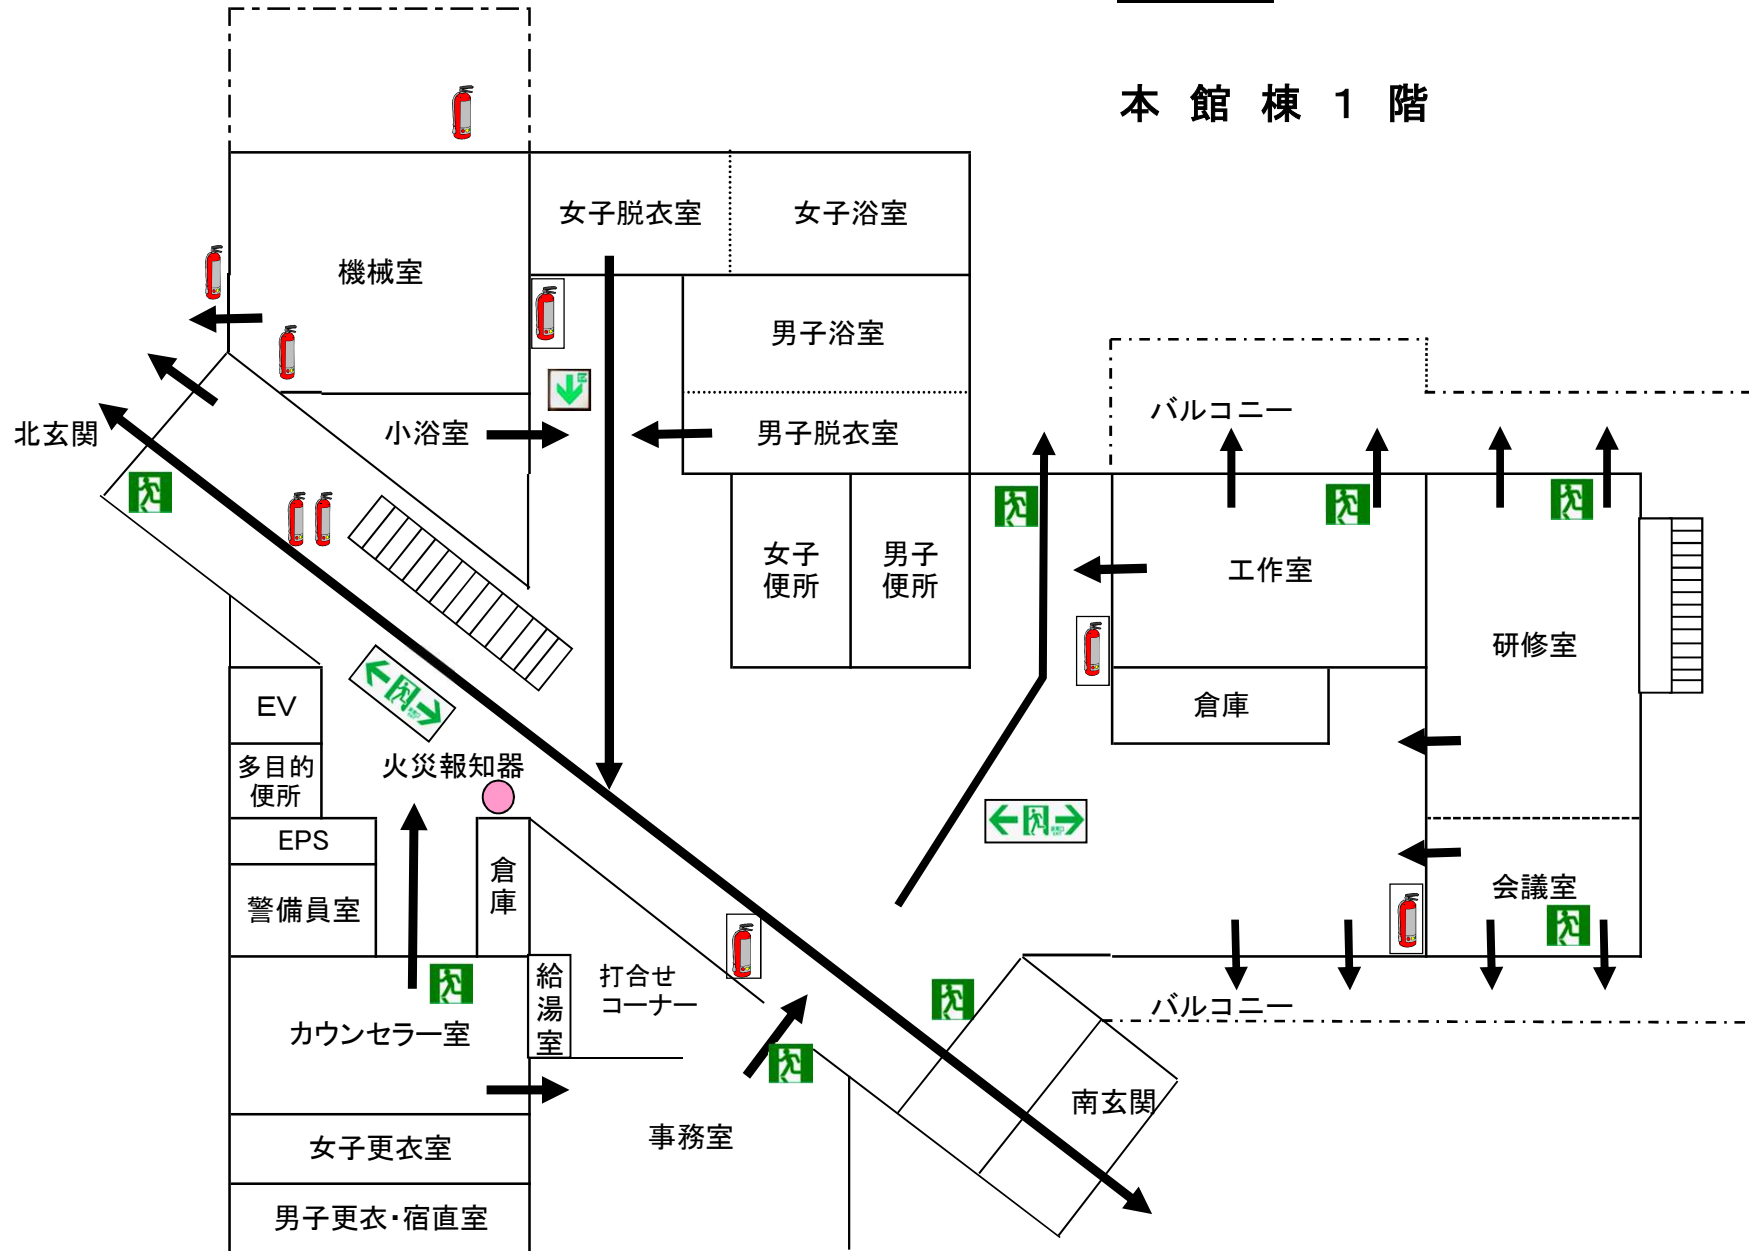 本館棟１階
女子脱衣室
女子浴室
機械室
男子浴室
バルコニー
北玄関
小浴室
男子脱衣室
女子
便所
男子
便所
工作室
研修室
EV
倉庫
多目的
便所
火災報知器
EPS
倉庫
警備員室
会議室
給湯室
打合せ
コーナー
バルコニー
カウンセラー室
南玄関
事務室
女子更衣室
男子更衣・宿直室